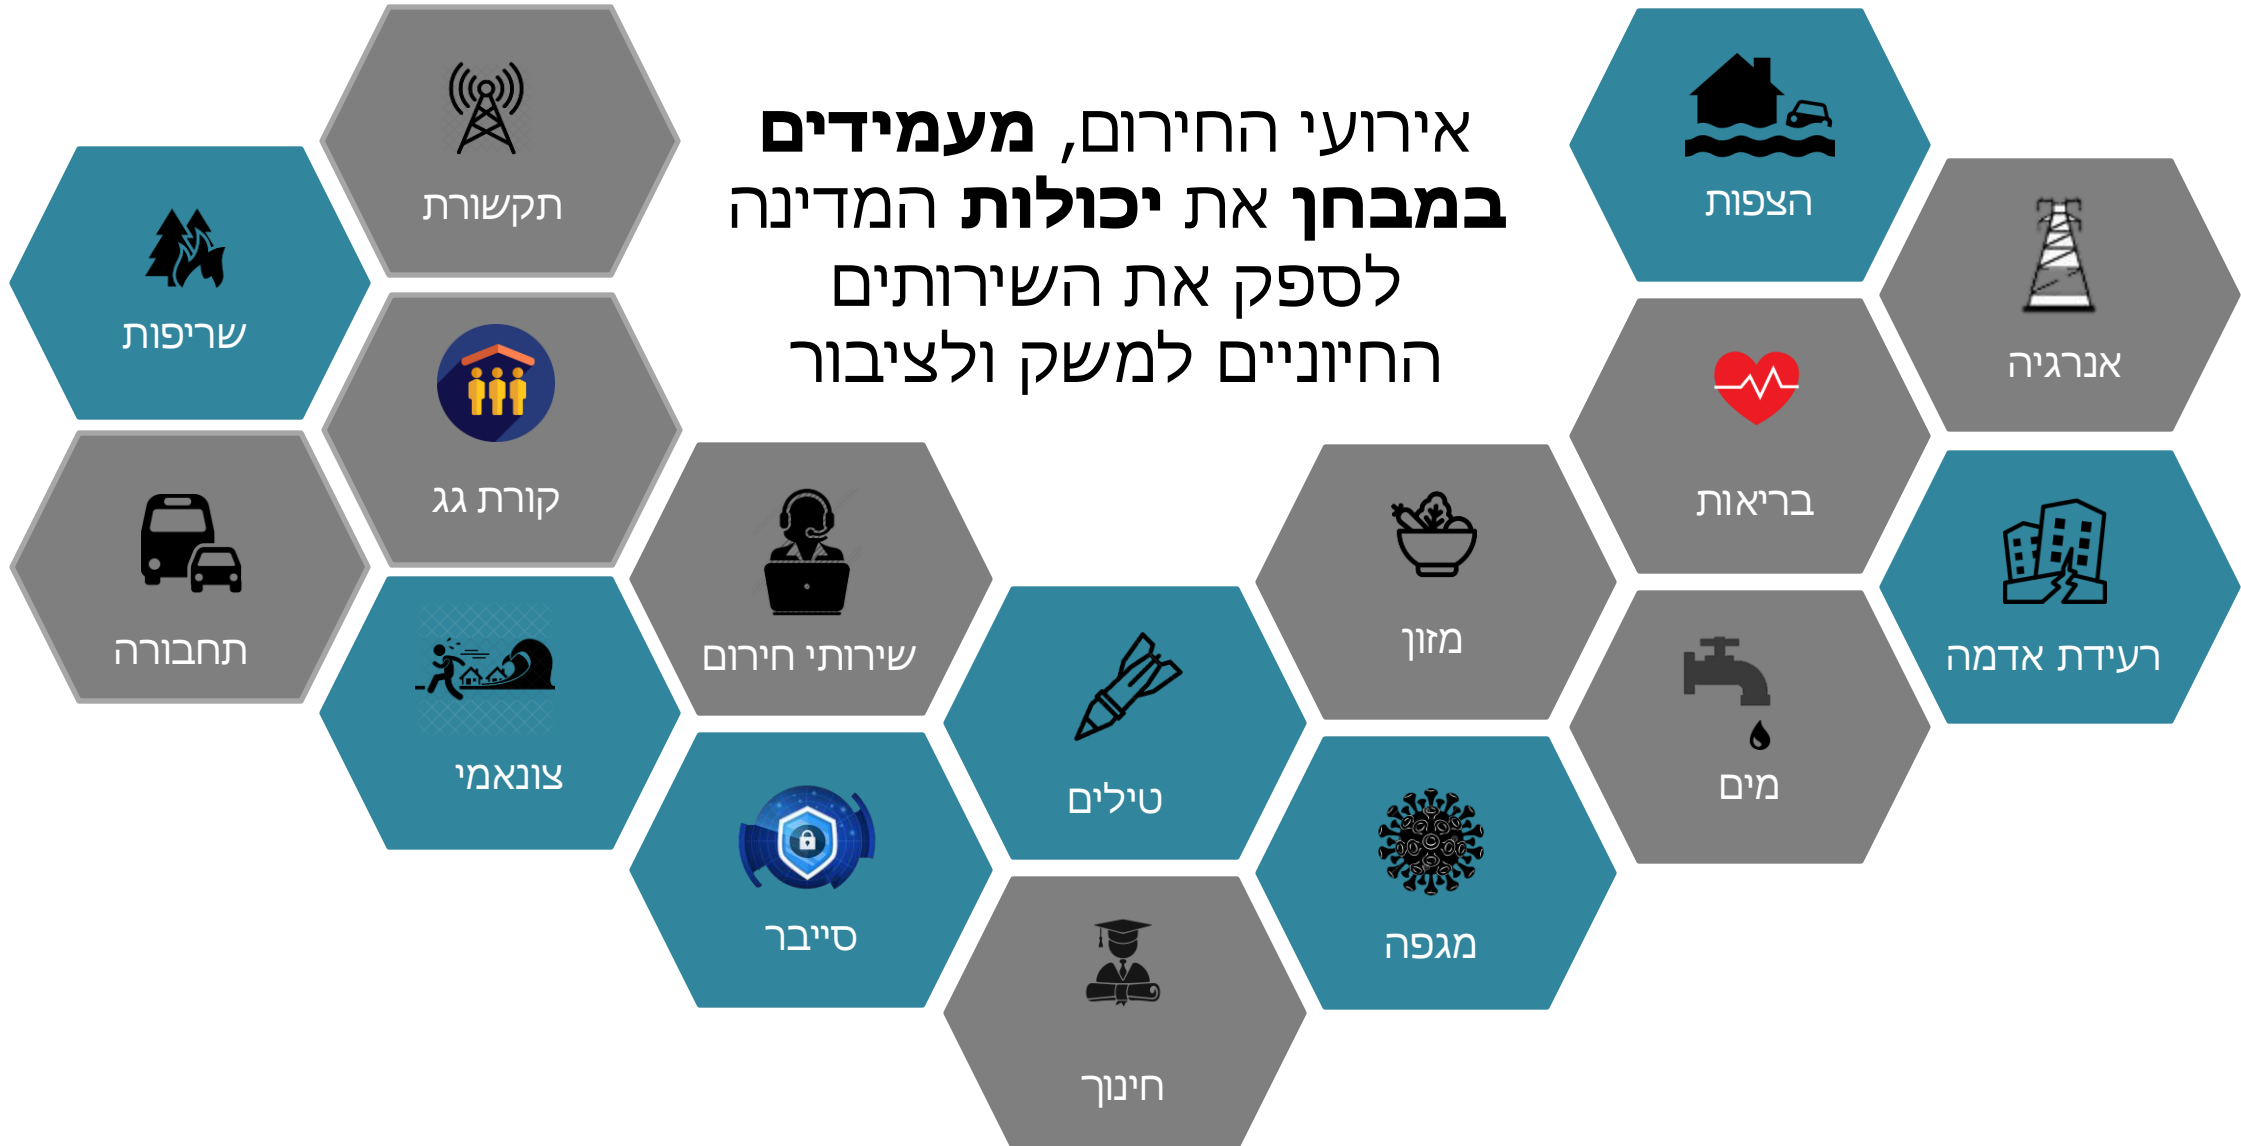 אירועי החירום, מעמידים
במבחן את יכולות המדינה
לספק את השירותים
החיוניים למשק ולציבור
הצפות
אנרגיה
בריאות
רעידת אדמה
מים
מזון
מגפה
טילים
חינוך
שירותי חירום
סייבר
תקשורת
קורת גג
צונאמי
שריפות
תחבורה